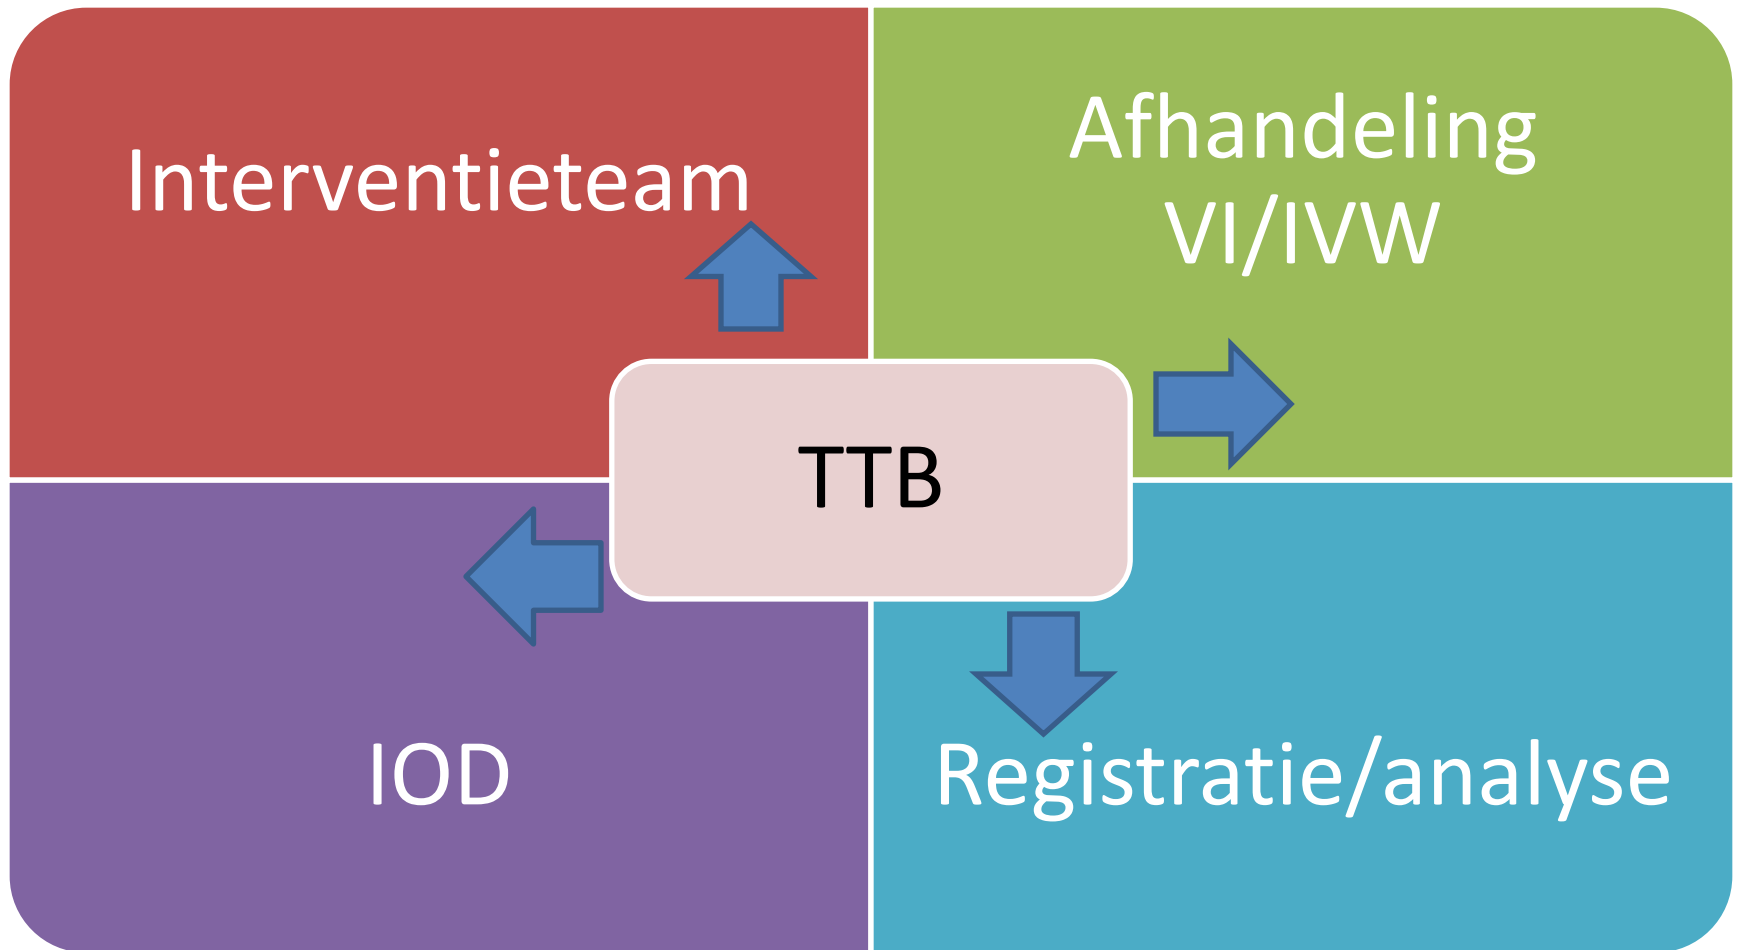 Interventieteam
Afhandeling
VI/IVW
TTB
IOD
Registratie/analyse